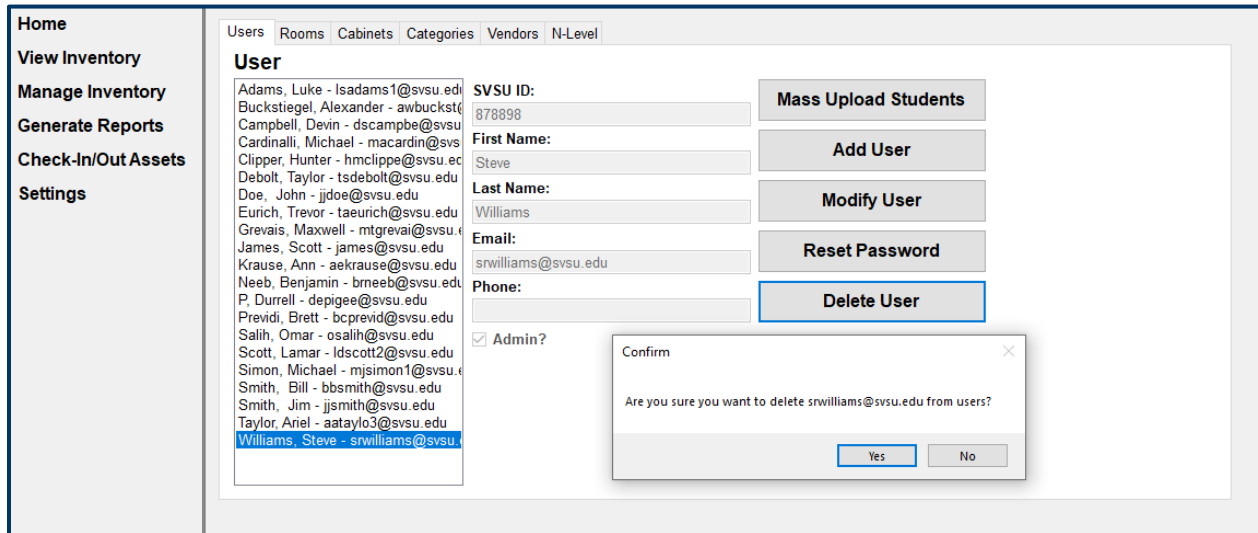 Home
View Inventory
Manage Inventory
Generate Reports
Check-In/Out Assets
Settings
Users Rooms Cabinets Categories Vendors N-Level
User
Adams, Luke - lsadams1@svsu.edu
Buckstiegel, Alexander - awbuckst@
Campbell, Devin - dscampbe@svsu
Cardinalli, Michael - macardin@svs
Clipper, Hunter - hmclippe@svsu.ec
Debolt, Taylor - tsdebolt@svsu.edu
Doe,  John - jjdoe@svsu.edu
Eurich, Trevor - taeurich@svsu.edu
Grevais, Maxwell - mtgrevai@svsu.e
James, Scott - james@svsu.edu
Krause, Ann - aekrause@svsu.edu
Neeb, Benjamin - brneeb@svsu.edu
P, Durrell - depigee@svsu.edu
Previdi, Brett - bcprevid@svsu.edu
Salih, Omar - osalih@svsu.edu
Scott, Lamar - ldscott2@svsu.edu
Simon, Michael - mjsimon1@svsu.e
Smith,  Bill - bbsmith@svsu.edu
Smith,  Jim - jjsmith@svsu.edu
Taylor, Ariel - aataylo3@svsu.edu
Williams, Steve - srwilliams@svsu.
SVSU ID:
878898
First Name:
Steve
Last Name:
Williams
Email:
srwilliams@svsu.edu
Phone:
Admin?
Mass Upload Students
Add User
Modify User
Reset Password
Delete User
Confirm
Are you sure you want to delete srwilliams@svsu.edu from users?
Yes
No